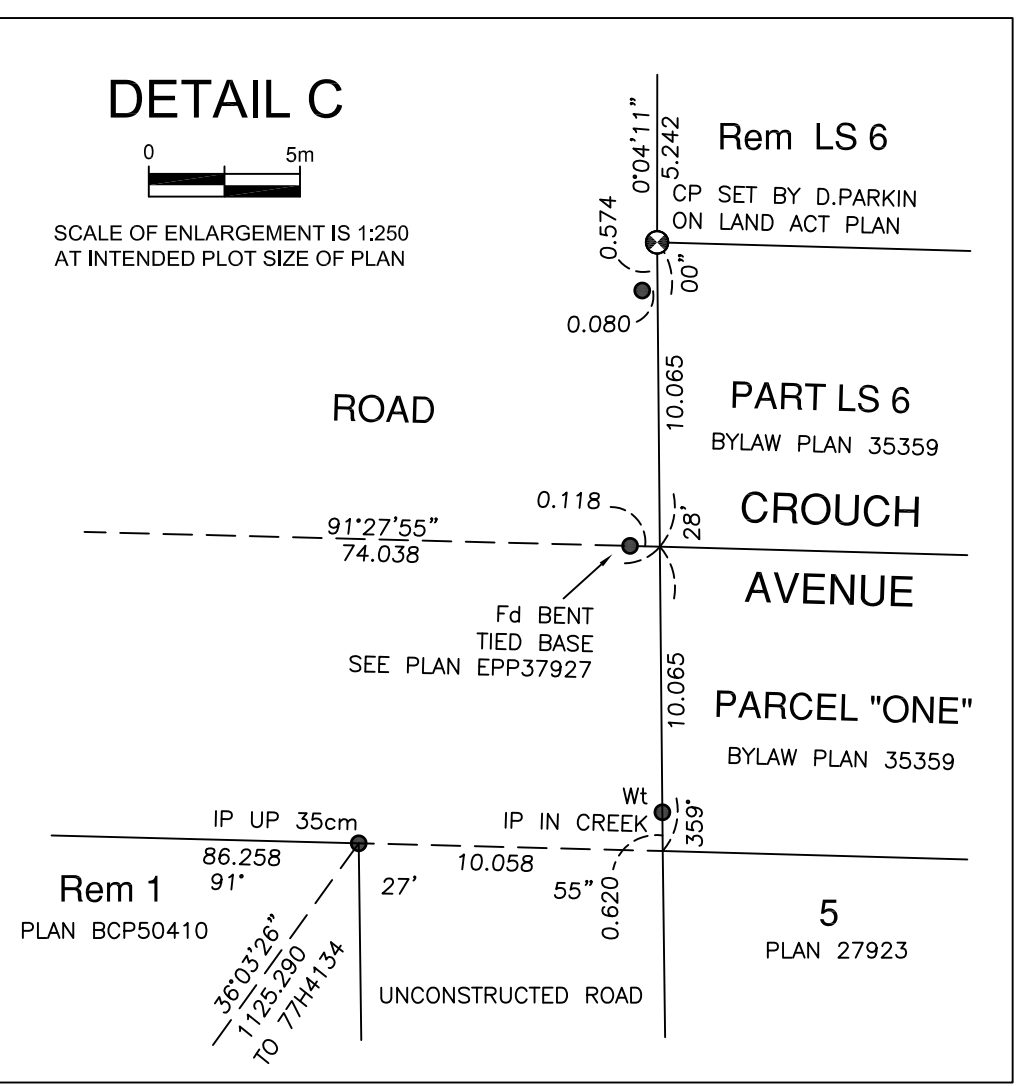 DETAIL C
0 5m
SCALE OF ENLARGEMENT IS 1:250
AT INTENDED PLOT SIZE OF PLAN
0°04'11"
5.242
Rem LS 6
CP SET BY D.PARKIN
ON LAND ACT PLAN
0.574
00"
0.080
10.065
ROAD
PART LS 6
BYLAW PLAN 35359
0.118
28'
CROUCH
91°27'55"
74.038
AVENUE
Fd BENT
TIED BASE
SEE PLAN EPP37927
10.065
PARCEL "ONE"
BYLAW PLAN 35359
Wt
IP UP 35cm
IP IN CREEK
359°
86.258
10.058
91°
27'
55"
0.620
Rem 1
PLAN BCP50410
5
PLAN 27923
36°03'26"
1125.290
TO 77H4134
UNCONSTRUCTED ROAD